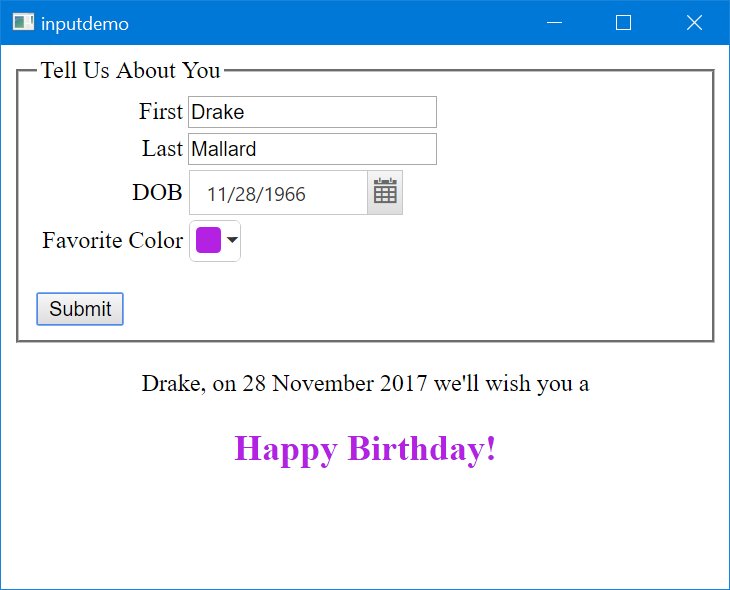 inputdemo
Tell Us About You
First Drake
Last Mallard
DOB 11/28/1966
Favorite Color
Submit
Drake, on 28 November 2017 we'll wish you a
Happy Birthday!